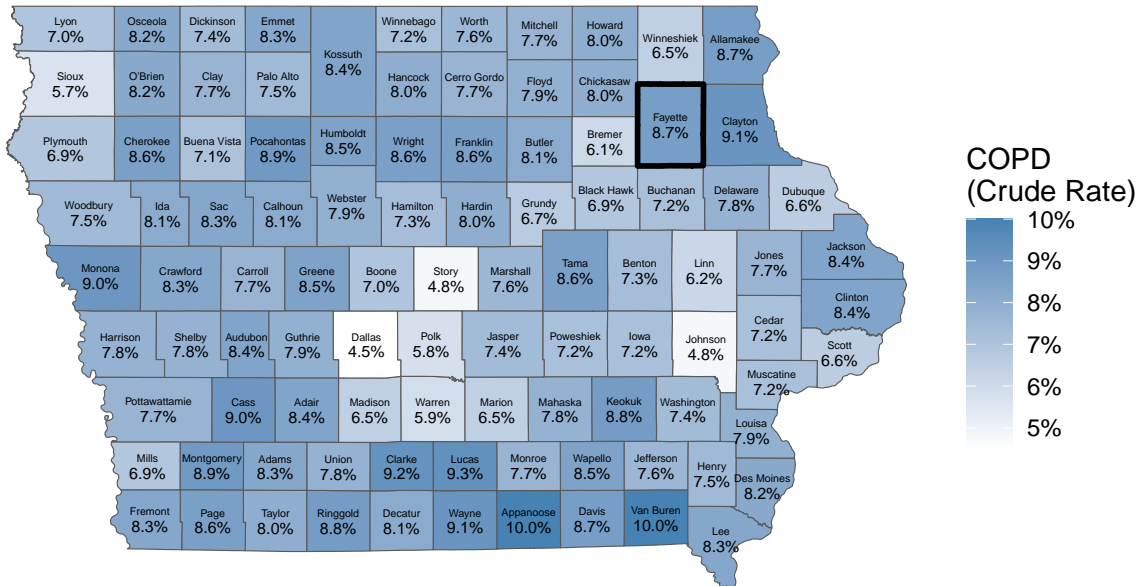 Lyon
7.0%
Osceola
8.2%
Dickinson
7.4%
Emmet
8.3%
Kossuth
8.4%
Winnebago
7.2%
Worth
7.6%
Mitchell
7.7%
Howard
8.0%
Winneshiek
6.5%
Allamakee
8.7%
Sioux
5.7%
O'Brien
8.2%
Clay
7.7%
Palo Alto
7.5%
Hancock
8.0%
Cerro Gordo
7.7%
Floyd
7.9%
Chickasaw
8.0%
Fayette
8.7%
Clayton
9.1%
Plymouth
6.9%
Cherokee
8.6%
Buena Vista
7.1%
Pocahontas
8.9%
Humboldt
8.5%
Wright
8.6%
Franklin
8.6%
Butler
8.1%
Bremer
6.1%
COPD
(Crude Rate)
10%
9%
8%
7%
6%
5%
Woodbury
7.5%
Ida
8.1%
Sac
8.3%
Calhoun
8.1%
Webster
7.9%
Hamilton
7.3%
Hardin
8.0%
Grundy
6.7%
Black Hawk
6.9%
Buchanan
7.2%
Delaware
7.8%
Dubuque
6.6%
Monona
9.0%
Crawford
8.3%
Carroll
7.7%
Greene
8.5%
Boone
7.0%
Story
4.8%
Marshall
7.6%
Tama
8.6%
Benton
7.3%
Linn
6.2%
Jones
7.7%
Jackson
8.4%
Clinton
8.4%
Harrison
7.8%
Shelby
7.8%
Audubon
8.4%
Guthrie
7.9%
Dallas
4.5%
Polk
5.8%
Jasper
7.4%
Poweshiek
7.2%
Iowa
7.2%
Johnson
4.8%
Cedar
7.2%
Scott
6.6%
Muscatine
7.2%
Pottawattamie
7.7%
Cass
9.0%
Adair
8.4%
Madison
6.5%
Warren
5.9%
Marion
6.5%
Mahaska
7.8%
Keokuk
8.8%
Washington
7.4%
Louisa
7.9%
Mills
6.9%
Montgomery
8.9%
Adams
8.3%
Union
7.8%
Clarke
9.2%
Lucas
9.3%
Monroe
7.7%
Wapello
8.5%
Jefferson
7.6%
Henry
7.5%
Des Moines
8.2%
Fremont
8.3%
Page
8.6%
Taylor
8.0%
Ringgold
8.8%
Decatur
8.1%
Wayne
9.1%
Appanoose
10.0%
Davis
8.7%
Van Buren
10.0%
Lee
8.3%